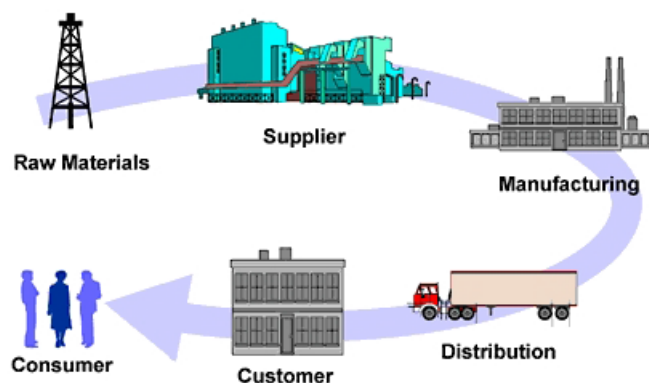 Raw Materials
Supplier
Manufacturing
Distribution
Customer
Consumer